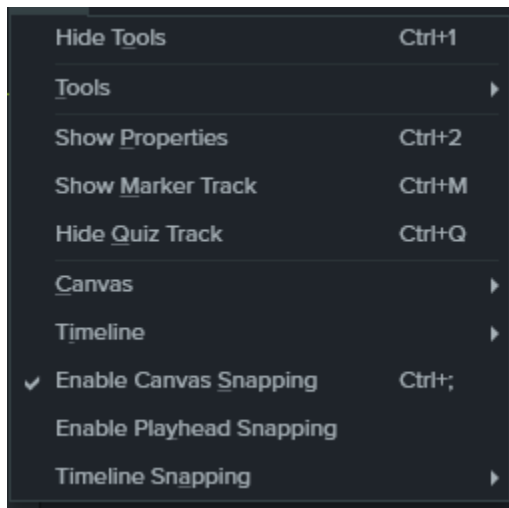 Hide Tools Ctrl+1
Tools
Show Properties Ctrl+2
Show Marker Track Ctrl+M
Hide Quiz Track Ctrl+Q
Canvas
Timeline
Enable Canvas Snapping Ctrl+;
Enable Playhead Snapping
Timeline Snapping